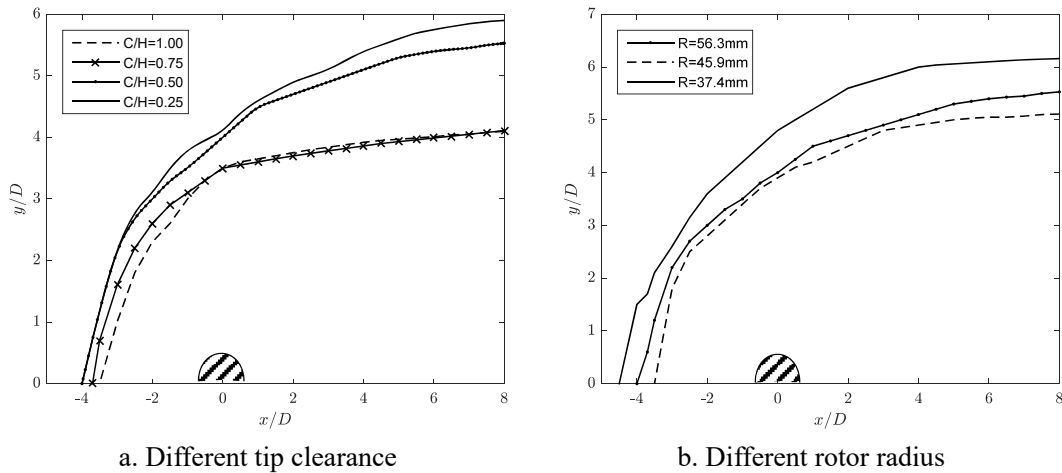 6
5
4
3
2
1
0
y/D
C/H=1.00
C/H=0.75
C/H=0.50
C/H=0.25
-4 -2 0 2 4 6 8
x/D
a. Different tip clearance
7
6
5
4
3
2
1
0
y/D
R=56.3mm
R=45.9mm
R=37.4mm
-4 -2 0 2 4 6 8
x/D
b. Different rotor radius